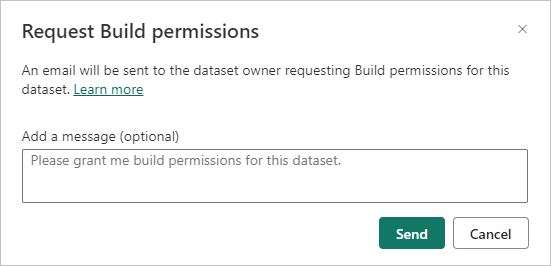 Request Build permissions
An email will be sent to the dataset owner requesting Build permissions for this
dataset. Learn more
Add a message (optional)
Please grant me build permissions for this dataset.
Send Cancel